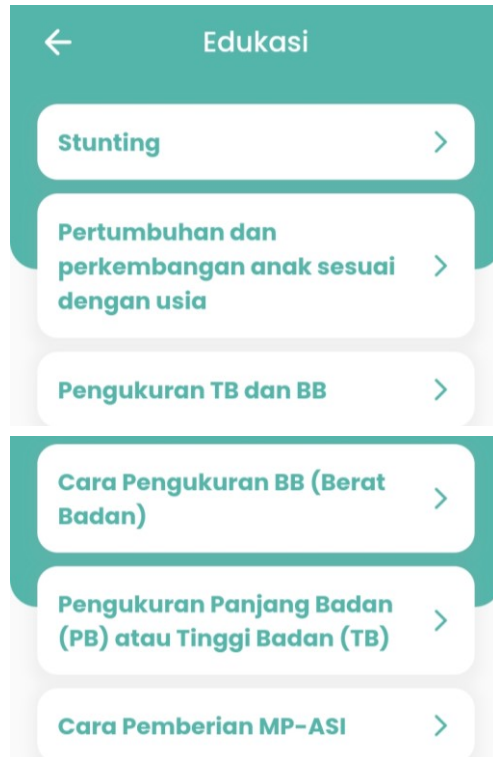 Edukasi
Stunting
Pertumbuhan dan
perkembangan anak sesuai
dengan usia
Pengukuran TB dan BB
Cara Pengukuran BB (Berat
Badan)
Pengukuran Panjang Badan
(PB) atau Tinggi Badan (TB)
Cara Pemberian MP-ASI